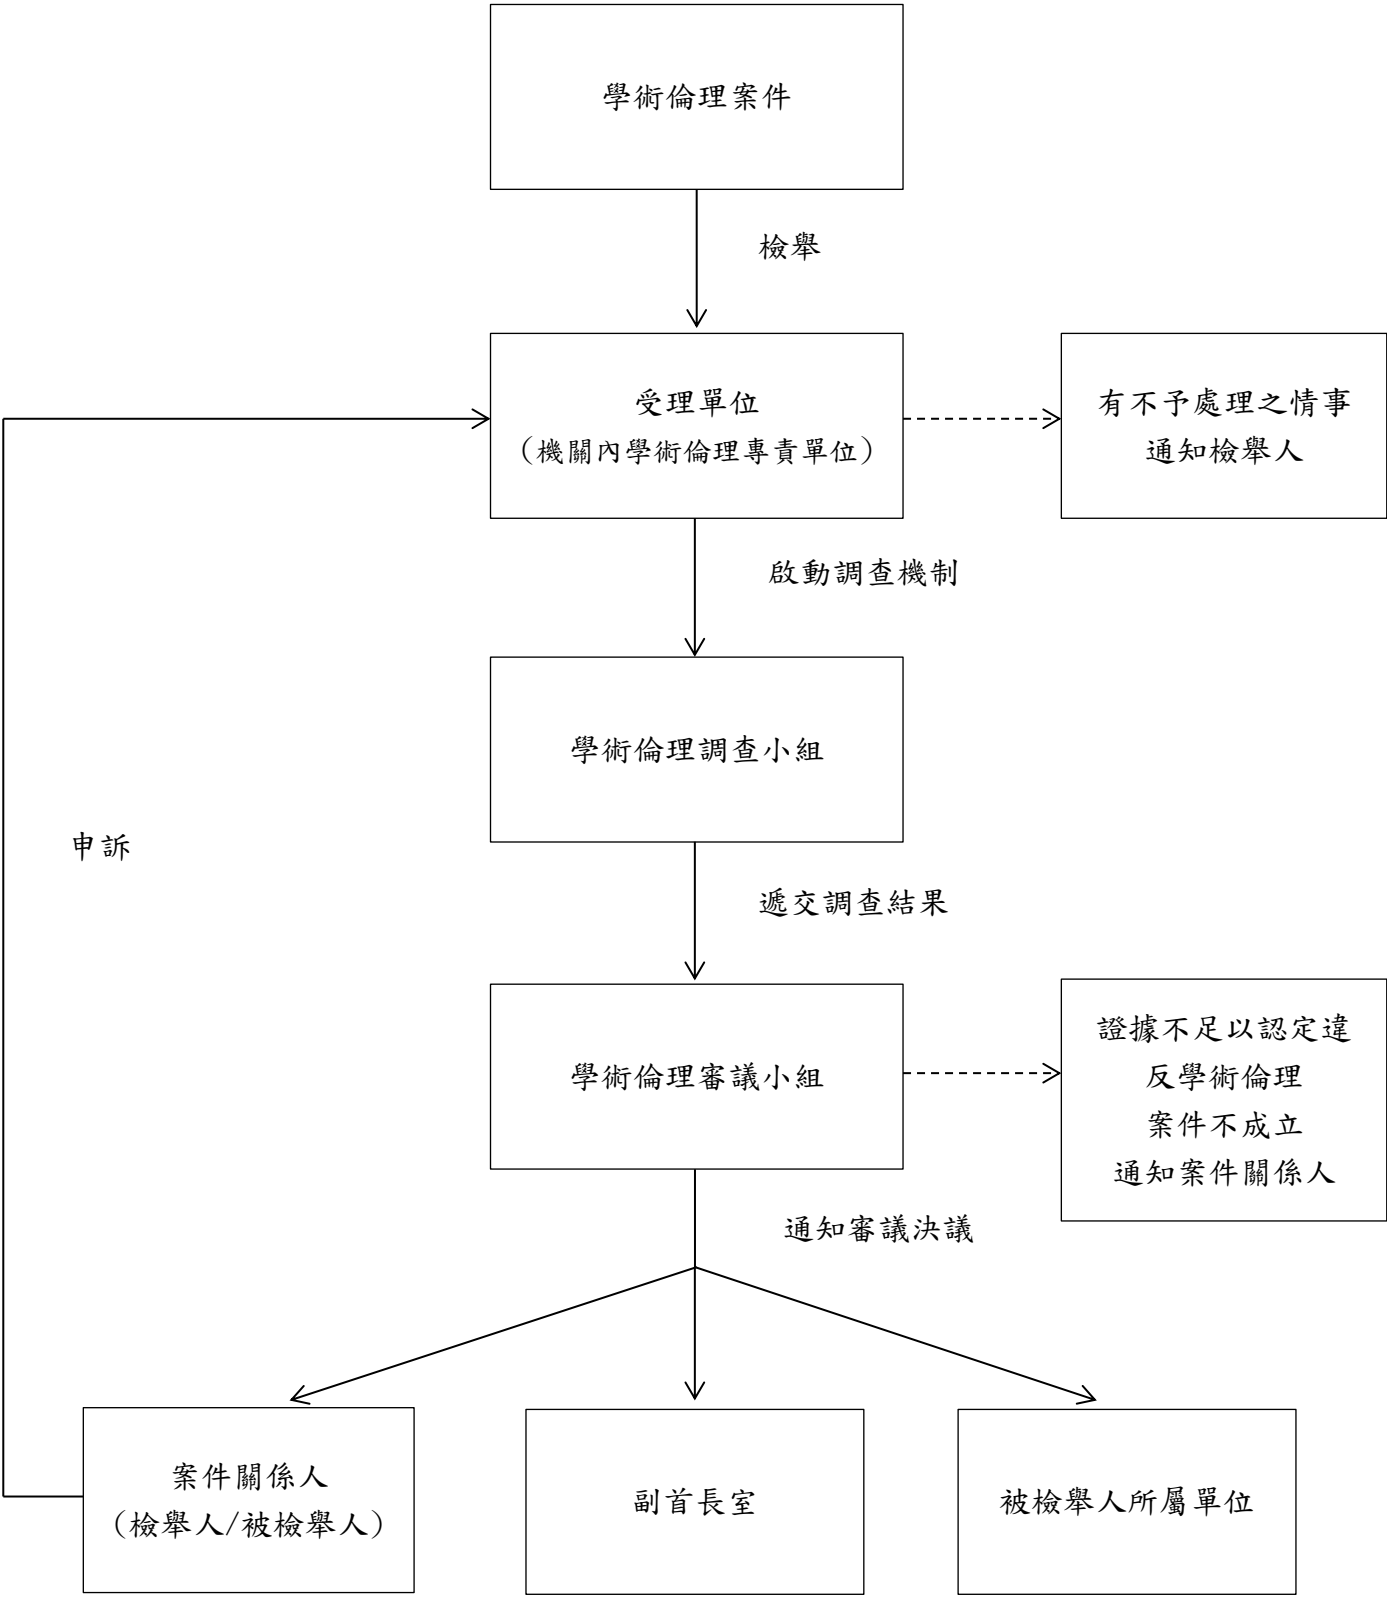 學術倫理案件
檢舉
受理單位
（機關內學術倫理專責單位）
有不予處理之情事
通知檢舉人
啟動調查機制
學術倫理調查小組
申訴
遞交調查結果
學術倫理審議小組
證據不足以認定違
反學術倫理
案件不成立
通知案件關係人
通知審議決議
案件關係人
（檢舉人/被檢舉人）
副首長室
被檢舉人所屬單位